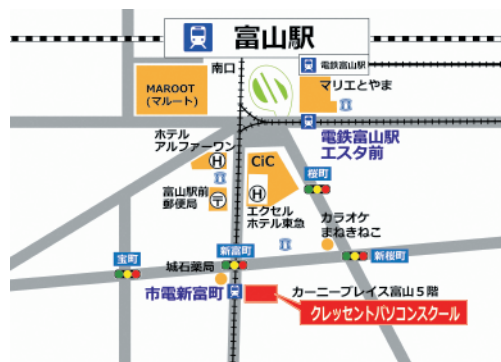 富山駅
南口
電鉄富山駅
MAROOT
(マルート)
マリエとやま
電鉄富山駅
エスタ前
ホテル
アルファーワン
H
CiC
桜町
富山駅前
郵便局
〒
H
エクセル
ホテル東急
カラオケ
まねきねこ
宝町
新富町
新桜町
城石薬局
市電新富町
カーニープレイス富山5階
クレッセントパソコンスクール